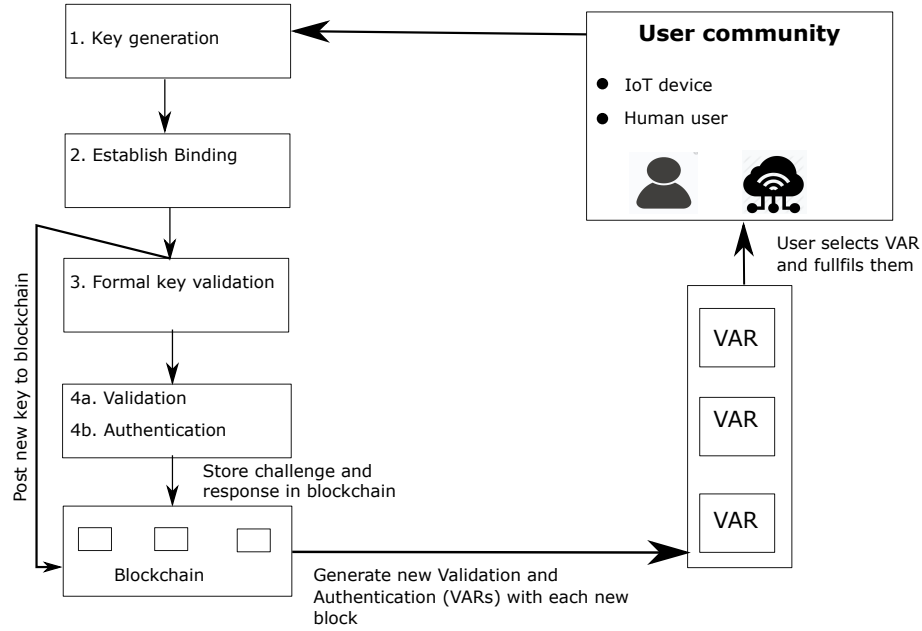 1. Key generation
2. Establish Binding
3. Formal key validation
4a. Validation
4b. Authentication
Store challenge and
response in blockchain
Post new key to blockchain
Blockchain
Generate new Validation and
Authentication (VARs) with each new
block
VAR
VAR
VAR
User selects VAR
and fullfils them
User community
IoT device
Human user